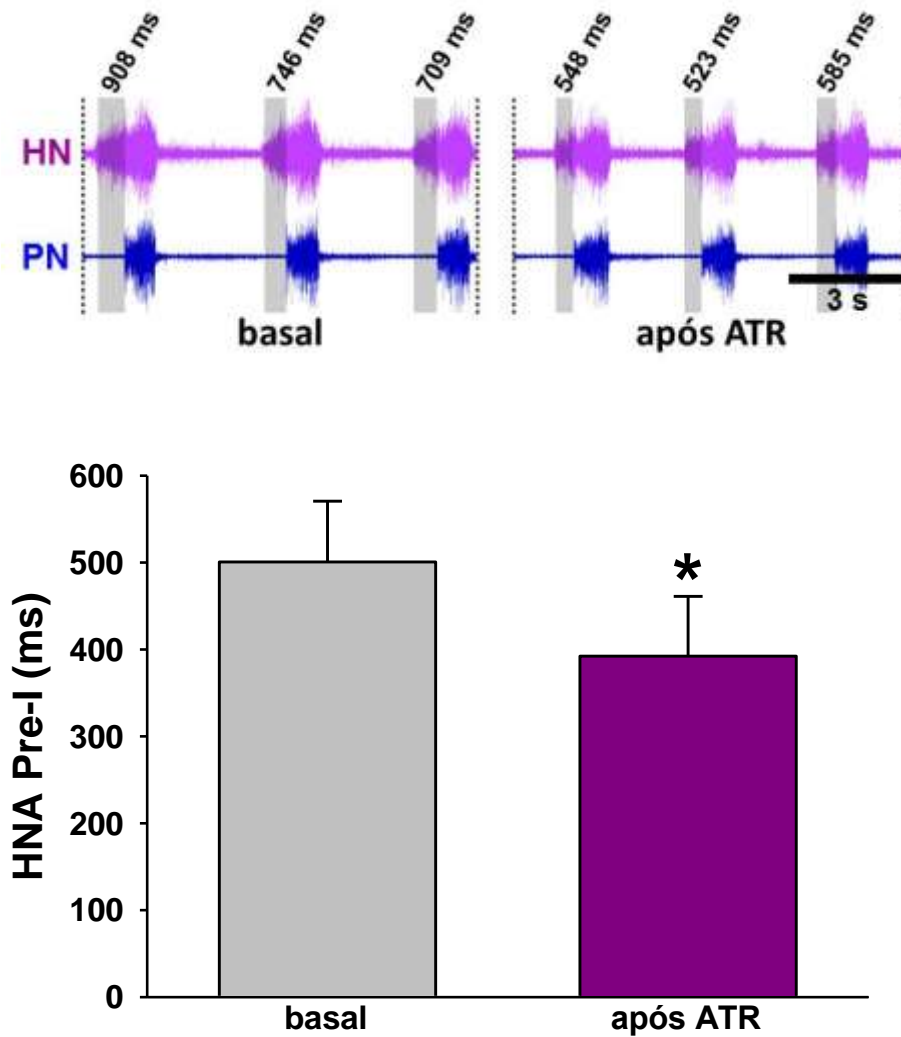 908 ms 746 ms 709 ms 548 ms 523 ms 585 ms
HN
PN
3 s
basal após ATR
600
500
400
300
200
100
0
HNA Pre-I (ms)
*
basal após ATR